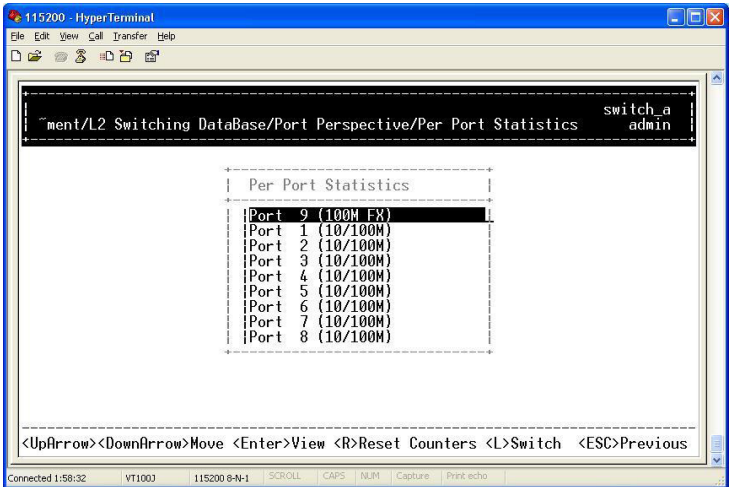 115200 - HyperTerminal
File Edit View Call Transfer Help
switch_a
~ment/L2 Switching DataBase/Port Perspective/Per Port Statistics admin
Per Port Statistics
Port 9 (100M FX)
Port 1 (10/100M)
Port 2 (10/100M)
Port 3 (10/100M)
Port 4 (10/100M)
Port 5 (10/100M)
Port 6 (10/100M)
Port 7 (10/100M)
Port 8 (10/100M)
<UpArrow><DownArrow>Move <Enter>View <R>Reset Counters <L>Switch <ESC>Previous
Connected 1:58:32 VT100J 115200 8-N-1 SCROLL CAPS NUM Capture Print echo